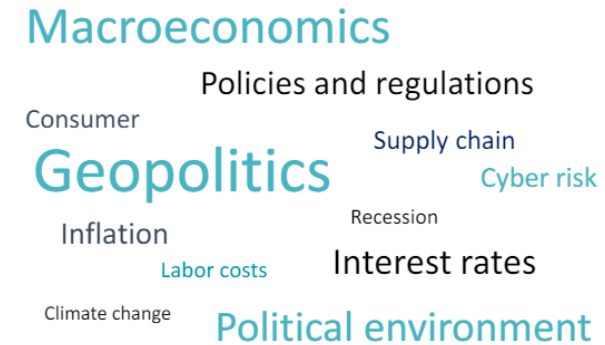 Macroeconomics
Policies and regulations
Consumer
Supply chain
Geopolitics
Cyber risk
Recession
Inflation
Interest rates
Labor costs
Climate change
Political environment